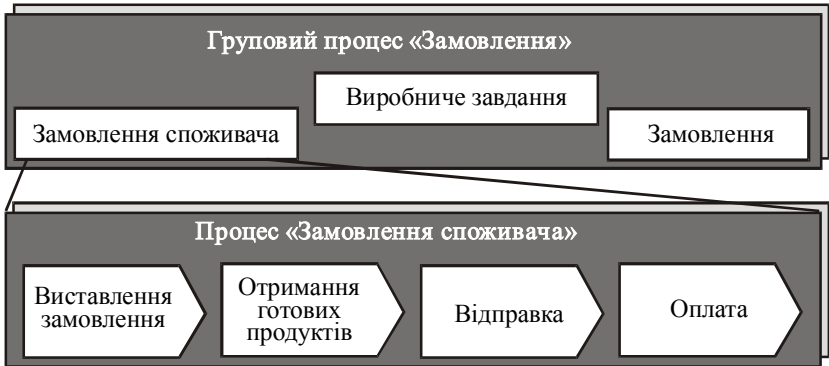 Груповий процес «Замовлення»
Виробниче завдання
Замовлення споживача
Замовлення
Процес «Замовлення споживача»
Виставлення
замовлення
Отримання
готових
продуктів
Відправка
Оплата